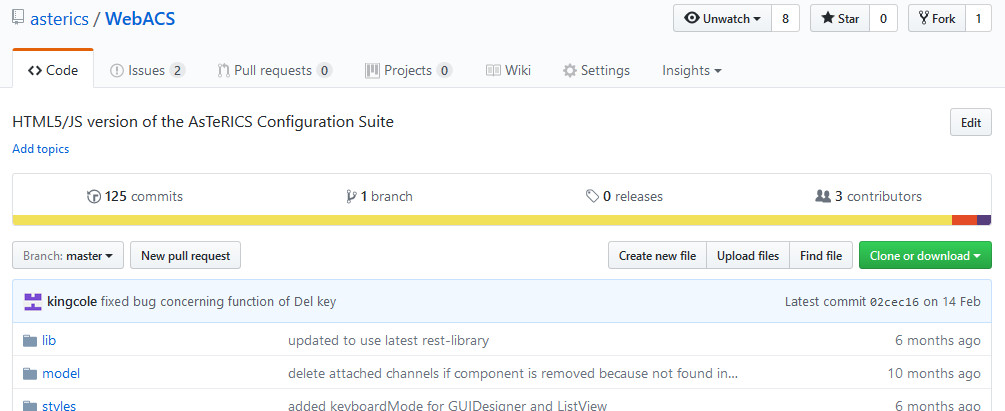 asterics / WebACS
Unwatch 8 Star 0 Fork 1
Code Issues 2 Pull requests 0 Projects 0 Wiki Settings Insights
HTML5/JS version of the AsTeRICS Configuration Suite
Edit
Add topics
125 commits 1 branch 0 releases 3 contributors
Branch: master New pull request Create new file Upload files Find file Clone or download
kingcole fixed bug concerning function of Del key Latest commit 02cec16 on 14 Feb
lib updated to use latest rest-library 6 months ago
model delete attached channels if component is removed because not found in... 10 months ago
styles added keyboardMode for GUIDesigner and ListView 6 months ago